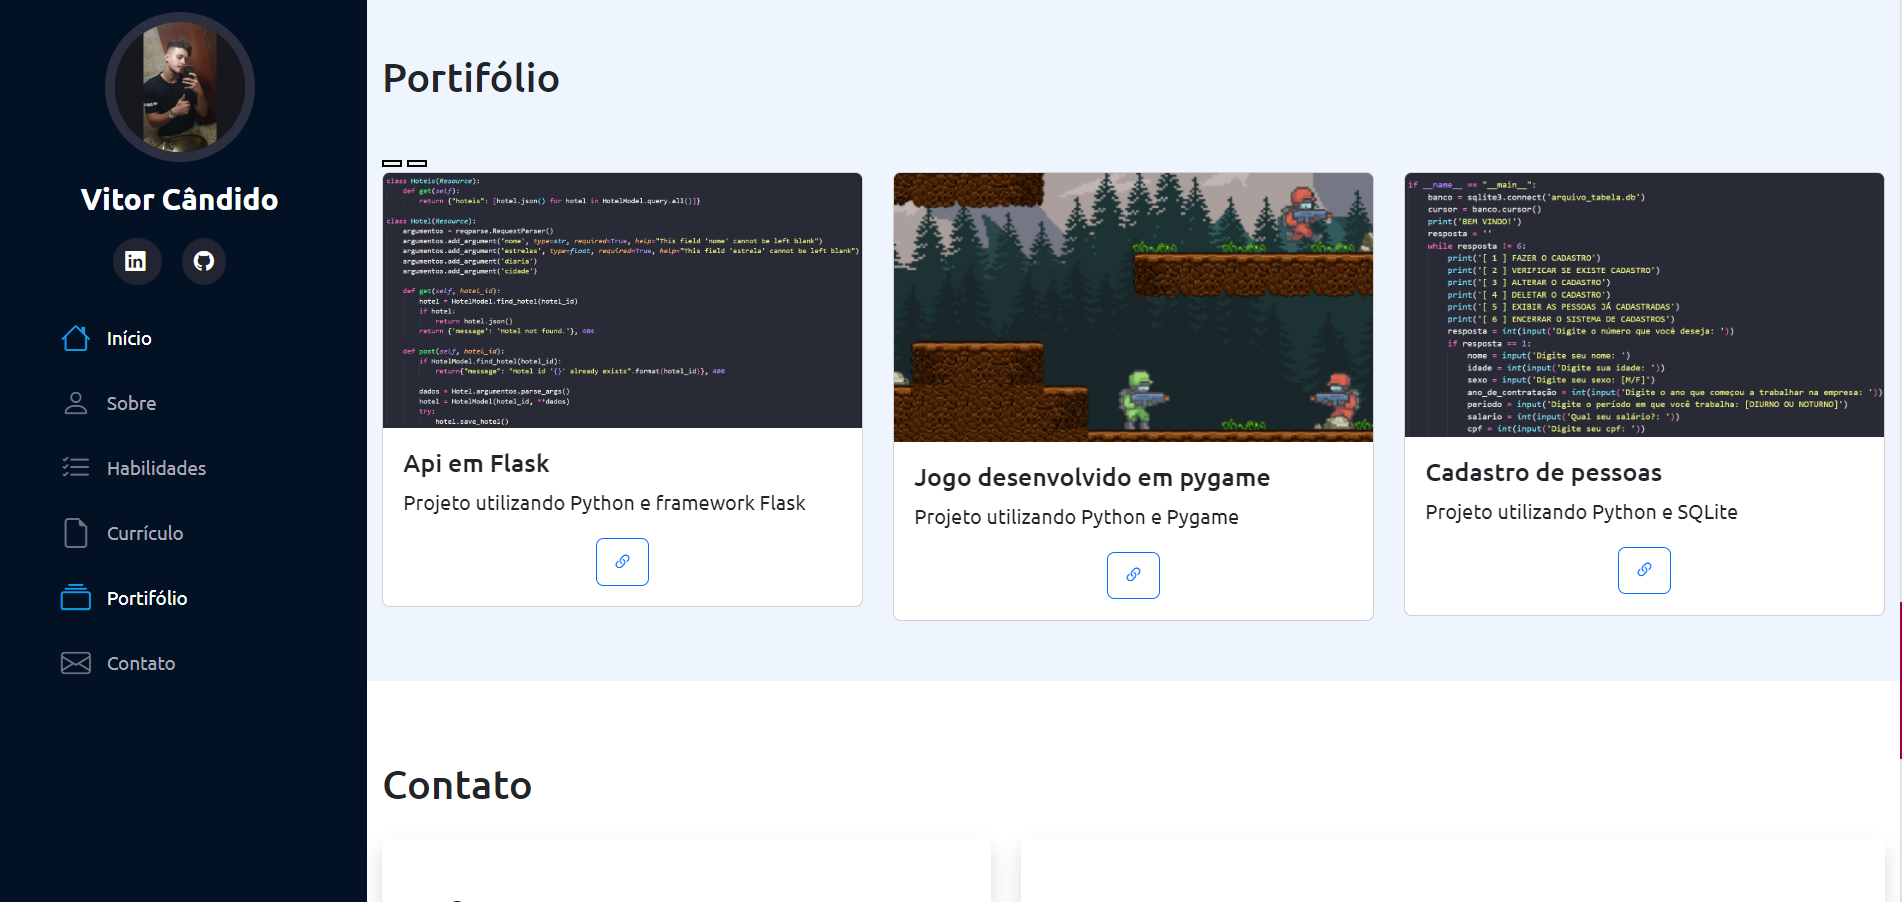 Vitor Cândido
in
Início
Sobre
Habilidades
Currículo
Portifólio
Contato
Portifólio
class Hoteis(Resource):
def get(self):
return {"hoteis": [hotel.json() for hotel in HotelModel.query.all()]}
class Hotel(Resource):
argumentos = reqparse.RequestParser()
argumentos.add_argument('nome', type=str, required=True, help="This field 'nome' cannot be left blank")
argumentos.add_argument('estrelas', type=float, required=True, help="This field 'estrela' cannot be left blank")
argumentos.add_argument('diaria')
argumentos.add_argument('cidade')
def get(self, hotel_id):
hotel = HotelModel.find_hotel(hotel_id)
if hotel:
return hotel.json()
return {'message': 'Hotel not found.'}, 404
def post(self, hotel_id):
if HotelModel.find_hotel(hotel_id):
return{"messege": "Hotel id '{}' already exists".format(hotel_id)}, 400
dados = Hotel.argumentos.parse_args()
hotel = HotelModel(hotel_id, **dados)
try:
hotel.save_hotel()
Api em Flask
Projeto utilizando Python e framework Flask
Jogo desenvolvido em pygame
Projeto utilizando Python e Pygame
if __name__ == "__main__":
banco = sqlite3.connect('arquivo_tabela.db')
cursor = banco.cursor()
print('BEM VINDO!')
resposta = ''
while resposta != 6:
print('[ 1 ] FAZER O CADASTRO')
print('[ 2 ] VERIFICAR SE EXISTE CADASTRO')
print('[ 3 ] ALTERAR O CADASTRO')
print('[ 4 ] DELETAR O CADASTRO')
print('[ 5 ] EXIBIR AS PESSOAS JÁ CADASTRADAS')
print('[ 6 ] ENCERRAR O SISTEMA DE CADASTROS')
resposta = int(input('Digite o número que você deseja: '))
if resposta == 1:
nome = input('Digite seu nome: ')
idade = int(input('Digite sua idade: '))
sexo = input('Digite seu sexo: [M/F]')
ano_de_contratação = int(input('Digite o ano que começou a trabalhar na empresa: '))
periodo = input('Digite o período em que você trabalha: [DIURNO OU NOTURNO]')
salario = int(input('Qual seu salário?: '))
cpf = int(input('Digite seu cpf: '))
Cadastro de pessoas
Projeto utilizando Python e SQLite
Contato